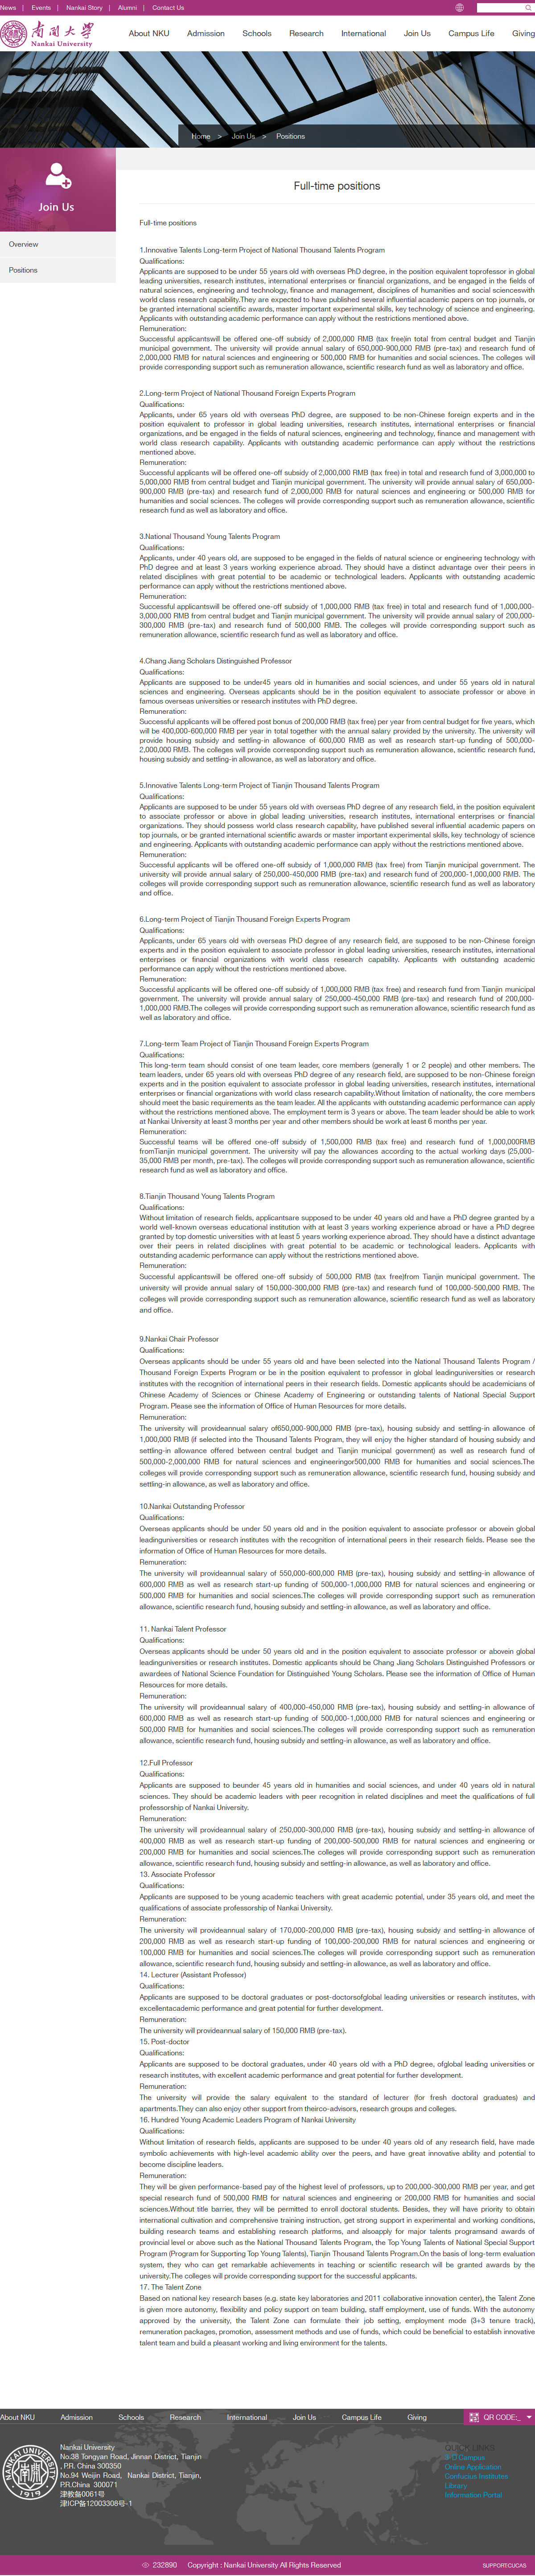 News | Events | Nankai Story | Alumni | Contact Us
南開大學
Nankai University
About NKU Admission Schools Research International Join Us Campus Life Giving
Home > Join Us > Positions
Join Us
Overview
Positions
Full-time positions
Full-time positions
1.Innovative Talents Long-term Project of National Thousand Talents Program
Qualifications:
Applicants are supposed to be under 55 years old with overseas PhD degree, in the position equivalent toprofessor in global
leading universities, research institutes, international enterprises or financial organizations, and be engaged in the fields of
natural sciences, engineering and technology, finance and management, disciplines of humanities and social scienceswith
world class research capability.They are expected to have published several influential academic papers on top journals, or
be granted international scientific awards, master important experimental skills, key technology of science and engineering.
Applicants with outstanding academic performance can apply without the restrictions mentioned above.
Remuneration:
Successful applicantswill be offered one-off subsidy of 2,000,000 RMB (tax free)in total from central budget and Tianjin
municipal government. The university will provide annual salary of 650,000-900,000 RMB (pre-tax) and research fund of
2,000,000 RMB for natural sciences and engineering or 500,000 RMB for humanities and social sciences. The colleges will
provide corresponding support such as remuneration allowance, scientific research fund as well as laboratory and office.
2.Long-term Project of National Thousand Foreign Experts Program
Qualifications:
Applicants, under 65 years old with overseas PhD degree, are supposed to be non-Chinese foreign experts and in the
position equivalent to professor in global leading universities, research institutes, international enterprises or financial
organizations, and be engaged in the fields of natural sciences, engineering and technology, finance and management with
world class research capability. Applicants with outstanding academic performance can apply without the restrictions
mentioned above.
Remuneration:
Successful applicants will be offered one-off subsidy of 2,000,000 RMB (tax free) in total and research fund of 3,000,000 to
5,000,000 RMB from central budget and Tianjin municipal government. The university will provide annual salary of 650,000-
900,000 RMB (pre-tax) and research fund of 2,000,000 RMB for natural sciences and engineering or 500,000 RMB for
humanities and social sciences. The colleges will provide corresponding support such as remuneration allowance, scientific
research fund as well as laboratory and office.
3.National Thousand Young Talents Program
Qualifications:
Applicants, under 40 years old, are supposed to be engaged in the fields of natural science or engineering technology with
PhD degree and at least 3 years working experience abroad. They should have a distinct advantage over their peers in
related disciplines with great potential to be academic or technological leaders. Applicants with outstanding academic
performance can apply without the restrictions mentioned above.
Remuneration:
Successful applicantswill be offered one-off subsidy of 1,000,000 RMB (tax free) in total and research fund of 1,000,000-
3,000,000 RMB from central budget and Tianjin municipal government. The university will provide annual salary of 200,000-
300,000 RMB (pre-tax) and research fund of 500,000 RMB. The colleges will provide corresponding support such as
remuneration allowance, scientific research fund as well as laboratory and office.
4.Chang Jiang Scholars Distinguished Professor
Qualifications:
Applicants are supposed to be under45 years old in humanities and social sciences, and under 55 years old in natural
sciences and engineering. Overseas applicants should be in the position equivalent to associate professor or above in
famous overseas universities or research institutes with PhD degree.
Remuneration:
Successful applicants will be offered post bonus of 200,000 RMB (tax free) per year from central budget for five years, which
will be 400,000-600,000 RMB per year in total together with the annual salary provided by the university. The university will
provide housing subsidy and settling-in allowance of 600,000 RMB as well as research start-up funding of 500,000-
2,000,000 RMB. The colleges will provide corresponding support such as remuneration allowance, scientific research fund,
housing subsidy and settling-in allowance, as well as laboratory and office.
5.Innovative Talents Long-term Project of Tianjin Thousand Talents Program
Qualifications:
Applicants are supposed to be under 55 years old with overseas PhD degree of any research field, in the position equivalent
to associate professor or above in global leading universities, research institutes, international enterprises or financial
organizations. They should possess world class research capability, have published several influential academic papers on
top journals, or be granted international scientific awards or master important experimental skills, key technology of science
and engineering. Applicants with outstanding academic performance can apply without the restrictions mentioned above.
Remuneration:
Successful applicants will be offered one-off subsidy of 1,000,000 RMB (tax free) from Tianjin municipal government. The
university will provide annual salary of 250,000-450,000 RMB (pre-tax) and research fund of 200,000-1,000,000 RMB. The
colleges will provide corresponding support such as remuneration allowance, scientific research fund as well as laboratory
and office.
6.Long-term Project of Tianjin Thousand Foreign Experts Program
Qualifications:
Applicants, under 65 years old with overseas PhD degree of any research field, are supposed to be non-Chinese foreign
experts and in the position equivalent to associate professor in global leading universities, research institutes, international
enterprises or financial organizations with world class research capability. Applicants with outstanding academic
performance can apply without the restrictions mentioned above.
Remuneration:
Successful applicants will be offered one-off subsidy of 1,000,000 RMB (tax free) and research fund from Tianjin municipal
government. The university will provide annual salary of 250,000-450,000 RMB (pre-tax) and research fund of 200,000-
1,000,000 RMB.The colleges will provide corresponding support such as remuneration allowance, scientific research fund as
well as laboratory and office.
7.Long-term Team Project of Tianjin Thousand Foreign Experts Program
Qualifications:
This long-term team should consist of one team leader, core members (generally 1 or 2 people) and other members. The
team leaders, under 65 years old with overseas PhD degree of any research field, are supposed to be non-Chinese foreign
experts and in the position equivalent to associate professor in global leading universities, research institutes, international
enterprises or financial organizations with world class research capability.Without limitation of nationality, the core members
should meet the basic requirements as the team leader. All the applicants with outstanding academic performance can apply
without the restrictions mentioned above. The employment term is 3 years or above. The team leader should be able to work
at Nankai University at least 3 months per year and other members should be work at least 6 months per year.
Remuneration:
Successful teams will be offered one-off subsidy of 1,500,000 RMB (tax free) and research fund of 1,000,000RMB
fromTianjin municipal government. The university will pay the allowances according to the actual working days (25,000-
35,000 RMB per month, pre-tax). The colleges will provide corresponding support such as remuneration allowance, scientific
research fund as well as laboratory and office.
8.Tianjin Thousand Young Talents Program
Qualifications:
Without limitation of research fields, applicantsare supposed to be under 40 years old and have a PhD degree granted by a
world well-known overseas educational institution with at least 3 years working experience abroad or have a PhD degree
granted by top domestic universities with at least 5 years working experience abroad. They should have a distinct advantage
over their peers in related disciplines with great potential to be academic or technological leaders. Applicants with
outstanding academic performance can apply without the restrictions mentioned above.
Remuneration:
Successful applicantswill be offered one-off subsidy of 500,000 RMB (tax free)from Tianjin municipal government. The
university will provide annual salary of 150,000-300,000 RMB (pre-tax) and research fund of 100,000-500,000 RMB. The
colleges will provide corresponding support such as remuneration allowance, scientific research fund as well as laboratory
and office.
9.Nankai Chair Professor
Qualifications:
Overseas applicants should be under 55 years old and have been selected into the National Thousand Talents Program /
Thousand Foreign Experts Program or be in the position equivalent to professor in global leadinguniversities or research
institutes with the recognition of international peers in their research fields. Domestic applicants should be academicians of
Chinese Academy of Sciences or Chinese Academy of Engineering or outstanding talents of National Special Support
Program. Please see the information of Office of Human Resources for more details.
Remuneration:
The university will provideannual salary of650,000-900,000 RMB (pre-tax), housing subsidy and settling-in allowance of
1,000,000 RMB (if selected into the Thousand Talents Program, they will enjoy the higher standard of housing subsidy and
settling-in allowance offered between central budget and Tianjin municipal government) as well as research fund of
500,000-2,000,000 RMB for natural sciences and engineeringor500,000 RMB for humanities and social sciences.The
colleges will provide corresponding support such as remuneration allowance, scientific research fund, housing subsidy and
settling-in allowance, as well as laboratory and office.
10.Nankai Outstanding Professor
Qualifications:
Overseas applicants should be under 50 years old and in the position equivalent to associate professor or abovein global
leadinguniversities or research institutes with the recognition of international peers in their research fields. Please see the
information of Office of Human Resources for more details.
Remuneration:
The university will provideannual salary of 550,000-600,000 RMB (pre-tax), housing subsidy and settling-in allowance of
600,000 RMB as well as research start-up funding of 500,000-1,000,000 RMB for natural sciences and engineering or
500,000 RMB for humanities and social sciences.The colleges will provide corresponding support such as remuneration
allowance, scientific research fund, housing subsidy and settling-in allowance, as well as laboratory and office.
11. Nankai Talent Professor
Qualifications:
Overseas applicants should be under 50 years old and in the position equivalent to associate professor or abovein global
leadinguniversities or research institutes. Domestic applicants should be Chang Jiang Scholars Distinguished Professors or
awardees of National Science Foundation for Distinguished Young Scholars. Please see the information of Office of Human
Resources for more details.
Remuneration:
The university will provideannual salary of 400,000-450,000 RMB (pre-tax), housing subsidy and settling-in allowance of
600,000 RMB as well as research start-up funding of 500,000-1,000,000 RMB for natural sciences and engineering or
500,000 RMB for humanities and social sciences.The colleges will provide corresponding support such as remuneration
allowance, scientific research fund, housing subsidy and settling-in allowance, as well as laboratory and office.
12.Full Professor
Qualifications:
Applicants are supposed to beunder 45 years old in humanities and social sciences, and under 40 years old in natural
sciences. They should be academic leaders with peer recognition in related disciplines and meet the qualifications of full
professorship of Nankai University.
Remuneration:
The university will provideannual salary of 250,000-300,000 RMB (pre-tax), housing subsidy and settling-in allowance of
400,000 RMB as well as research start-up funding of 200,000-500,000 RMB for natural sciences and engineering or
200,000 RMB for humanities and social sciences.The colleges will provide corresponding support such as remuneration
allowance, scientific research fund, housing subsidy and settling-in allowance, as well as laboratory and office.
13. Associate Professor
Qualifications:
Applicants are supposed to be young academic teachers with great academic potential, under 35 years old, and meet the
qualifications of associate professorship of Nankai University.
Remuneration:
The university will provideannual salary of 170,000-200,000 RMB (pre-tax), housing subsidy and settling-in allowance of
200,000 RMB as well as research start-up funding of 100,000-200,000 RMB for natural sciences and engineering or
100,000 RMB for humanities and social sciences.The colleges will provide corresponding support such as remuneration
allowance, scientific research fund, housing subsidy and settling-in allowance, as well as laboratory and office.
14. Lecturer (Assistant Professor)
Qualifications:
Applicants are supposed to be doctoral graduates or post-doctorsofglobal leading universities or research institutes, with
excellentacademic performance and great potential for further development.
Remuneration:
The university will provideannual salary of 150,000 RMB (pre-tax).
15. Post-doctor
Qualifications:
Applicants are supposed to be doctoral graduates, under 40 years old with a PhD degree, ofglobal leading universities or
research institutes, with excellent academic performance and great potential for further development.
Remuneration:
The university will provide the salary equivalent to the standard of lecturer (for fresh doctoral graduates) and
apartments.They can also enjoy other support from theirco-advisors, research groups and colleges.
16. Hundred Young Academic Leaders Program of Nankai University
Qualifications:
Without limitation of research fields, applicants are supposed to be under 40 years old of any research field, have made
symbolic achievements with high-level academic ability over the peers, and have great innovative ability and potential to
become discipline leaders.
Remuneration:
They will be given performance-based pay of the highest level of professors, up to 200,000-300,000 RMB per year, and get
special research fund of 500,000 RMB for natural sciences and engineering or 200,000 RMB for humanities and social
sciences.Without title barrier, they will be permitted to enroll doctoral students. Besides, they will have priority to obtain
international cultivation and comprehensive training instruction, get strong support in experimental and working conditions,
building research teams and establishing research platforms, and alsoapply for major talents programsand awards of
provincial level or above such as the National Thousand Talents Program, the Top Young Talents of National Special Support
Program (Program for Supporting Top Young Talents), Tianjin Thousand Talents Program.On the basis of long-term evaluation
system, they who can get remarkable achievements in teaching or scientific research will be granted awards by the
university.The colleges will provide corresponding support for the successful applicants.
17. The Talent Zone
Based on national key research bases (e.g. state key laboratories and 2011 collaborative innovation center), the Talent Zone
is given more autonomy, flexibility and policy support on team building, staff employment, use of funds. With the autonomy
approved by the university, the Talent Zone can formulate their job setting, employment mode (3+3 tenure track),
remuneration packages, promotion, assessment methods and use of funds, which could be beneficial to establish innovative
talent team and build a pleasant working and living environment for the talents.
About NKU Admission Schools Research International Join Us Campus Life Giving QR CODE:_
NANKAI UNIVERSITY
1919
Nankai University
No.38 Tongyan Road, Jinnan District, Tianjin
, P.R. China 300350
No.94 Weijin Road, Nankai District, Tianjin,
P.R.China 300071
津教备0061号
津ICP备12003308号-1
QUICK LINKS
3-D Campus
Online Application
Confucius Institutes
Library
Information Portal
232890 Copyright : Nankai University All Rights Reserved SUPPORT:CUCAS